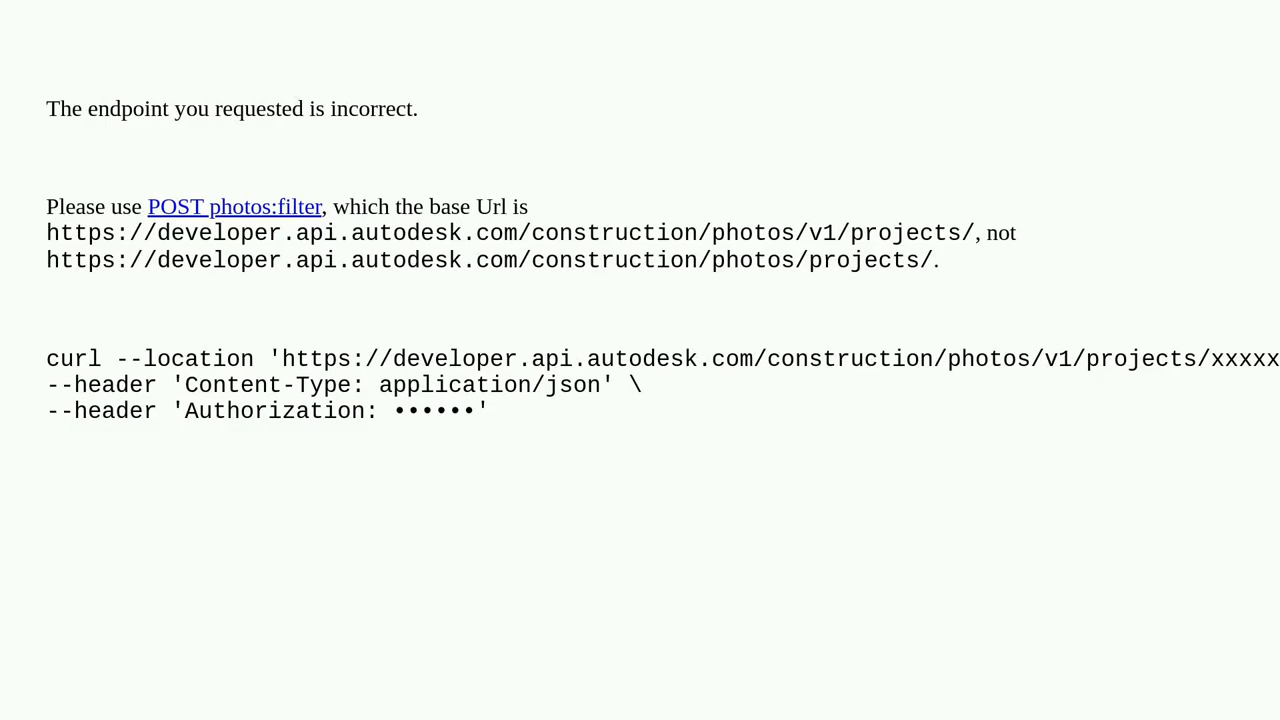 The endpoint you requested is incorrect.
Please use POST photos:filter, which the base Url is
https://developer.api.autodesk.com/construction/photos/v1/projects/, not
https://developer.api.autodesk.com/construction/photos/projects/.
curl --location 'https://developer.api.autodesk.com/construction/photos/v1/projects/xxxxx
--header 'Content-Type: application/json' \
--header 'Authorization: ••••••'